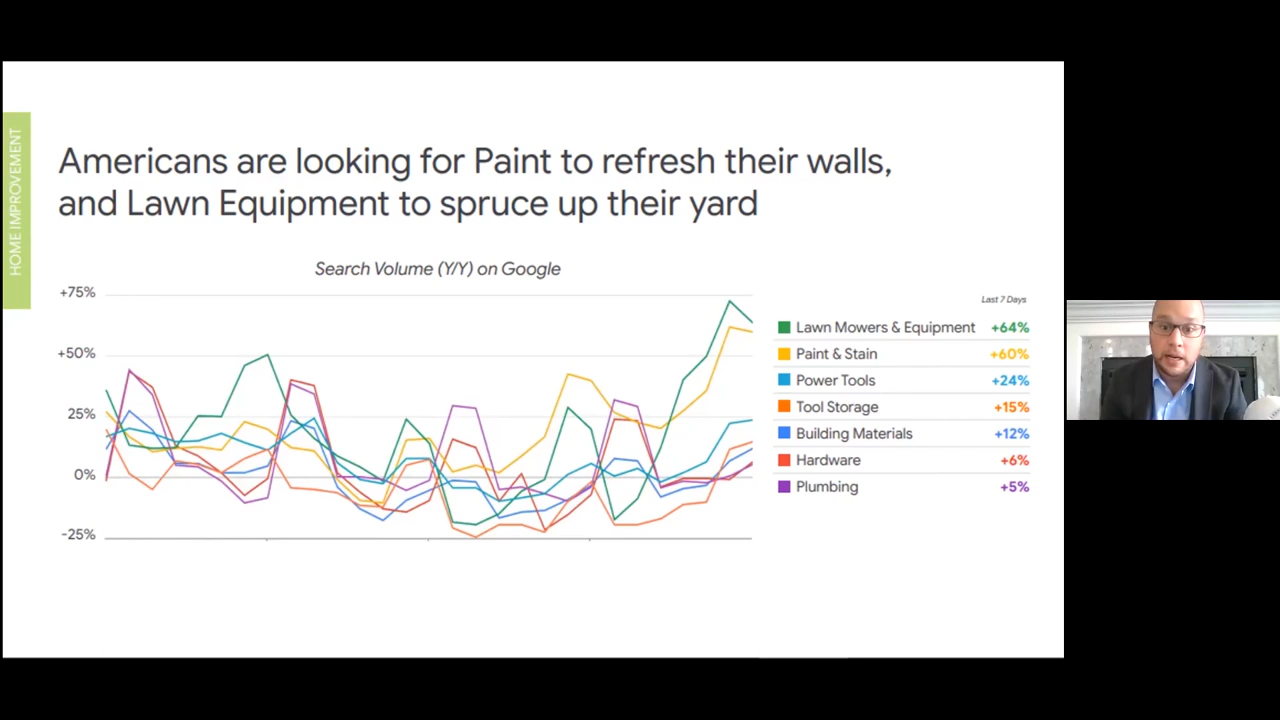 HOME IMPROVEMENT
Americans are looking for Paint to refresh their walls,
and Lawn Equipment to spruce up their yard
Search Volume (Y/Y) on Google
+75%
+50%
25%
0%
-25%
Last 7 Days
Lawn Mowers & Equipment +64%
Paint & Stain +60%
Power Tools +24%
Tool Storage +15%
Building Materials +12%
Hardware +6%
Plumbing +5%